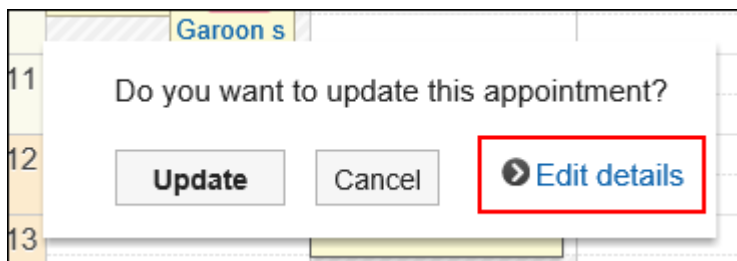 Garoon s
11
Do you want to update this appointment?
12
Update
Cancel
Edit details
13